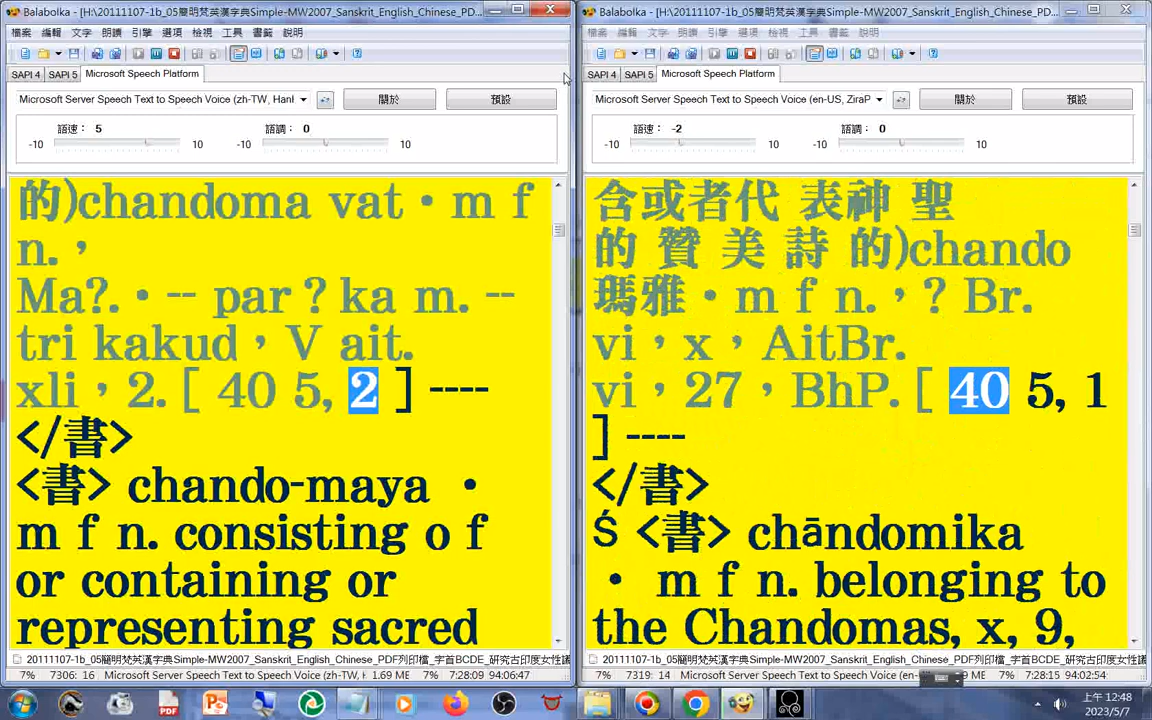 Balabolka - [H:\20111107-1b_05簡明梵英漢字典Simple-MW2007_Sanskrit_English_Chinese_PD...
檔案 編輯 文字 朗讀 引擎 選項 檢視 工具 書籤 說明
SAPI 4 SAPI 5 Microsoft Speech Platform
Microsoft Server Speech Text to Speech Voice (zh-TW, Hanl
關於
預設
語速： 5
語調： 0
-10 10 -10 10
的)chandoma vat・m f
n.，
Ma?.・-- par？ka m. --
tri kakud，V ait.
xli，2.［ 40 5, 2 ］----
</書>
<書> chando-maya ・
m f n. consisting o f
or containing or
representing sacred
20111107-1b_05簡明梵英漢字典Simple-MW2007_Sanskrit_English_Chinese_PDF列印檔_字首BCDE_研究古印度女性議
7% 7306: 16 Microsoft Server Speech Text to Speech Voice (zh-TW, 1.69 ME 7% 7:28:09 94:06:47
Balabolka - [H:\20111107-1b_05簡明梵英漢字典Simple-MW2007_Sanskrit_English_Chinese_PD...
檔案 編輯 文字 朗讀 引擎 選項 檢視 工具 書籤 說明
SAPI 4 SAPI 5 Microsoft Speech Platform
Microsoft Server Speech Text to Speech Voice (en-US, ZiraP
關於
預設
語速： -2
語調： 0
-10 10 -10 10
含或者代 表神 聖
的 贊 美 詩 的)chando
瑪雅・m f n.，? Br.
vi，x，AitBr.
vi，27，BhP.［ 40 5, 1
］----
</書>
Ś <書> chāndomika
・ m f n. belonging to
the Chandomas, x, 9,
20111107-1b_05簡明梵英漢字典Simple-MW2007_Sanskrit_English_Chinese_PDF列印檔_字首BCDE_研究古印度女性議
7% 7319: 14 Microsoft Server Speech Text to Speech Voice (en-US 9 ME 7% 7:28:15 94:02:54
PDF
上午 12:48
2023/5/7